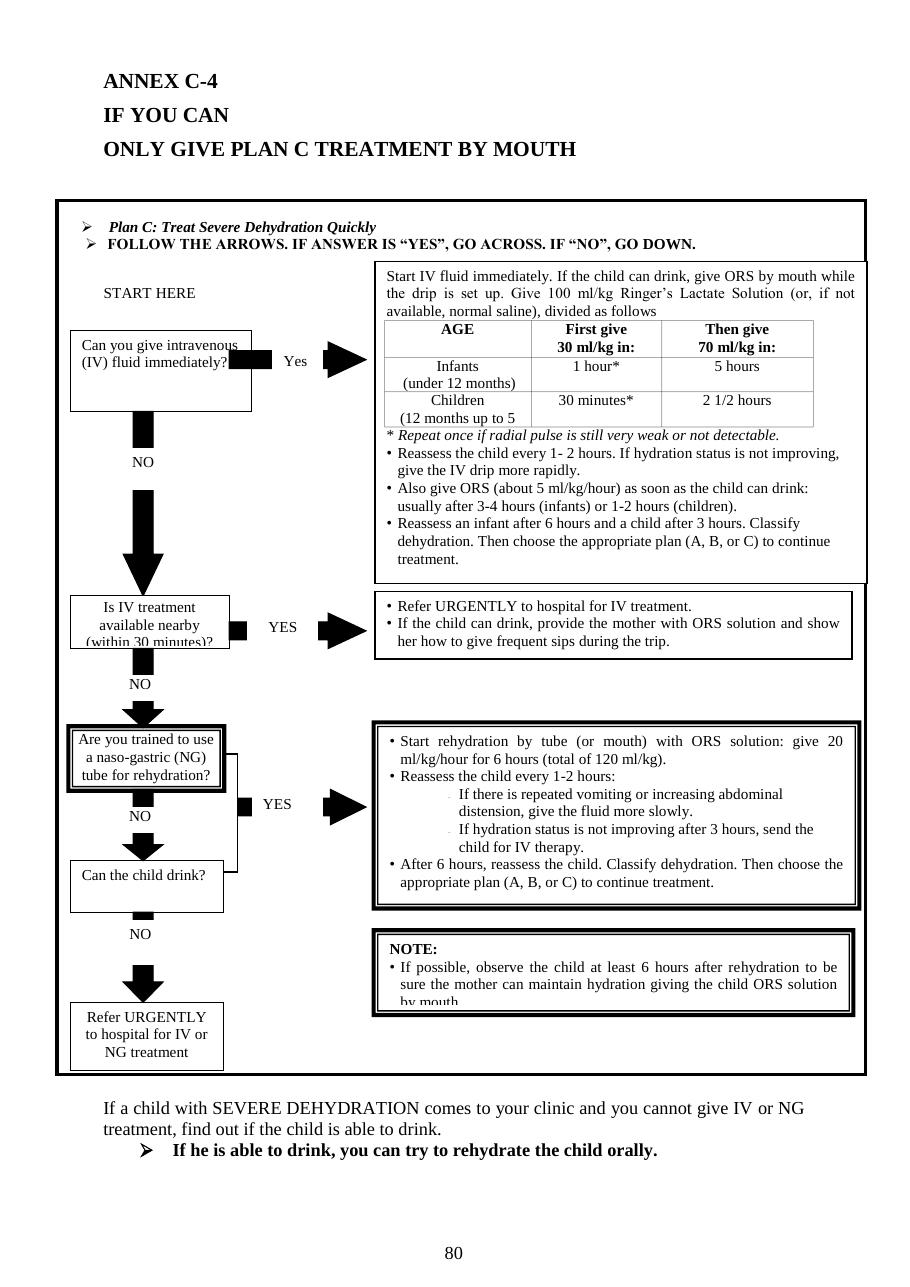 ANNEX C-4
IF YOU CAN
ONLY GIVE PLAN C TREATMENT BY MOUTH
➢ Plan C: Treat Severe Dehydration Quickly
➢ FOLLOW THE ARROWS. IF ANSWER IS “YES”, GO ACROSS. IF “NO”, GO DOWN.
START HERE
Can you give intravenous
(IV) fluid immediately?
Yes
Start IV fluid immediately. If the child can drink, give ORS by mouth while
the drip is set up. Give 100 ml/kg Ringer’s Lactate Solution (or, if not
available, normal saline), divided as follows
AGE First give Then give
30 ml/kg in: 70 ml/kg in:
Infants 1 hour* 5 hours
(under 12 months)
Children 30 minutes* 2 1/2 hours
(12 months up to 5
* Repeat once if radial pulse is still very weak or not detectable.
• Reassess the child every 1- 2 hours. If hydration status is not improving,
give the IV drip more rapidly.
• Also give ORS (about 5 ml/kg/hour) as soon as the child can drink:
usually after 3-4 hours (infants) or 1-2 hours (children).
• Reassess an infant after 6 hours and a child after 3 hours. Classify
dehydration. Then choose the appropriate plan (A, B, or C) to continue
treatment.
NO
Is IV treatment
available nearby
(within 30 minutes)?
YES
• Refer URGENTLY to hospital for IV treatment.
• If the child can drink, provide the mother with ORS solution and show
her how to give frequent sips during the trip.
NO
Are you trained to use
a naso-gastric (NG)
tube for rehydration?
NO
Can the child drink?
YES
• Start rehydration by tube (or mouth) with ORS solution: give 20
ml/kg/hour for 6 hours (total of 120 ml/kg).
• Reassess the child every 1-2 hours:
If there is repeated vomiting or increasing abdominal
distension, give the fluid more slowly.
If hydration status is not improving after 3 hours, send the
child for IV therapy.
• After 6 hours, reassess the child. Classify dehydration. Then choose the
appropriate plan (A, B, or C) to continue treatment.
NO
Refer URGENTLY
to hospital for IV or
NG treatment
NOTE:
• If possible, observe the child at least 6 hours after rehydration to be
sure the mother can maintain hydration giving the child ORS solution
by mouth
If a child with SEVERE DEHYDRATION comes to your clinic and you cannot give IV or NG
treatment, find out if the child is able to drink.
➢ If he is able to drink, you can try to rehydrate the child orally.
80